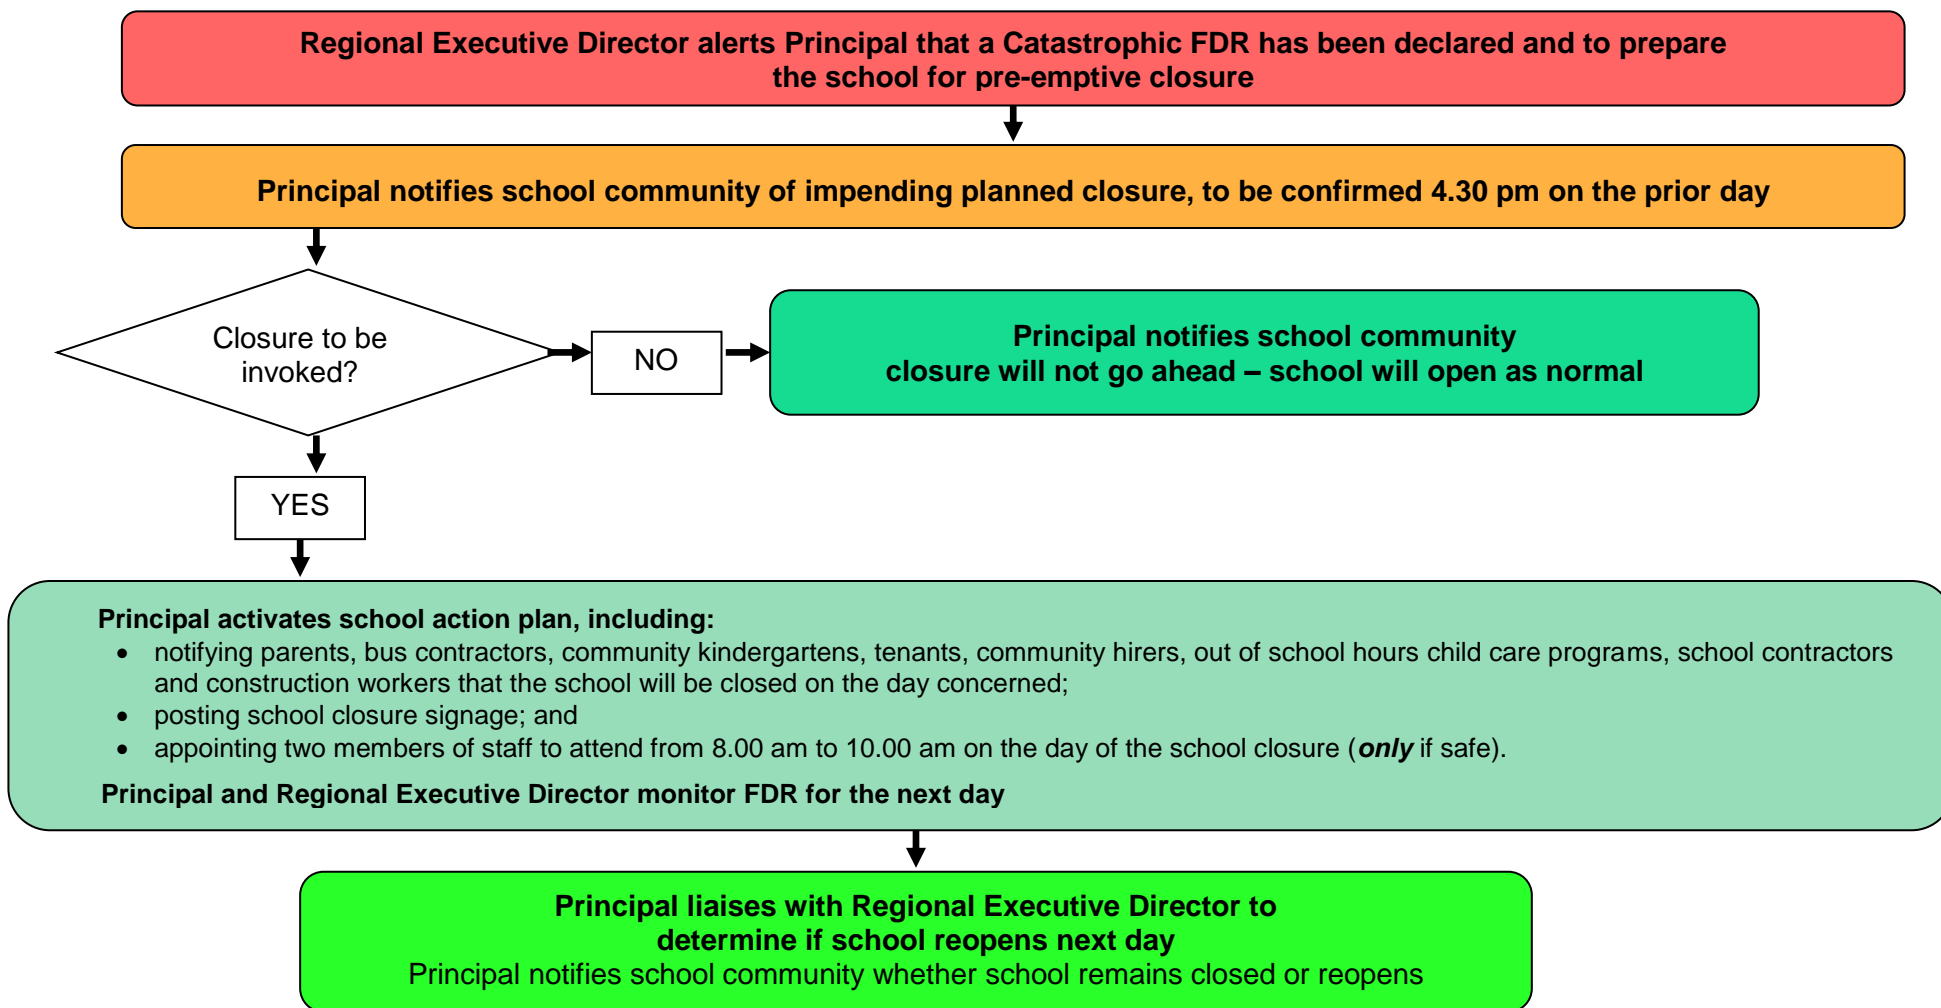 Regional Executive Director alerts Principal that a Catastrophic FDR has been declared and to prepare
the school for pre-emptive closure
Principal notifies school community of impending planned closure, to be confirmed 4.30 pm on the prior day
Closure to be
invoked?
NO
Principal notifies school community
closure will not go ahead – school will open as normal
YES
Principal activates school action plan, including:
• notifying parents, bus contractors, community kindergartens, tenants, community hirers, out of school hours child care programs, school contractors
and construction workers that the school will be closed on the day concerned;
• posting school closure signage; and
• appointing two members of staff to attend from 8.00 am to 10.00 am on the day of the school closure (only if safe).
Principal and Regional Executive Director monitor FDR for the next day
Principal liaises with Regional Executive Director to
determine if school reopens next day
Principal notifies school community whether school remains closed or reopens